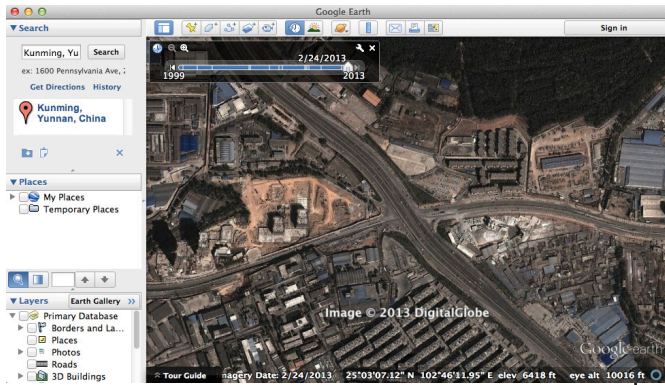 Google Earth
Search
Sign in
Kunming, Yu
Search
ex: 1600 Pennsylvania Ave, 2
Get Directions History
Kunming,
Yunnan, China
2/24/2013
1999
2013
Places
My Places
Temporary Places
Layers
Earth Gallery >>
Primary Database
Borders and La...
Places
Photos
Roads
3D Buildings
Image © 2013 DigitalGlobe
Google earth
Tour Guide
magery Date: 2/24/2013 25°03'07.12" N 102°46'11.95" E elev 6418 ft eye alt 10016 ft